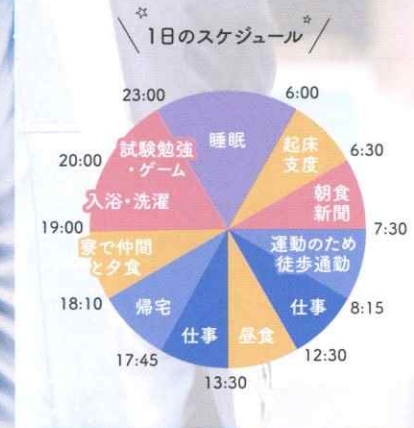 1日のスケジュール
23:00
6:00
睡眠
起床
支度
6:30
朝食
新聞
7:30
運動のため
徒歩通勤
8:15
仕事
12:30
昼食
13:30
仕事
17:45
帰宅
18:10
寮で仲間
と夕食
19:00
入浴・洗濯
20:00
試験勉強
・ゲーム